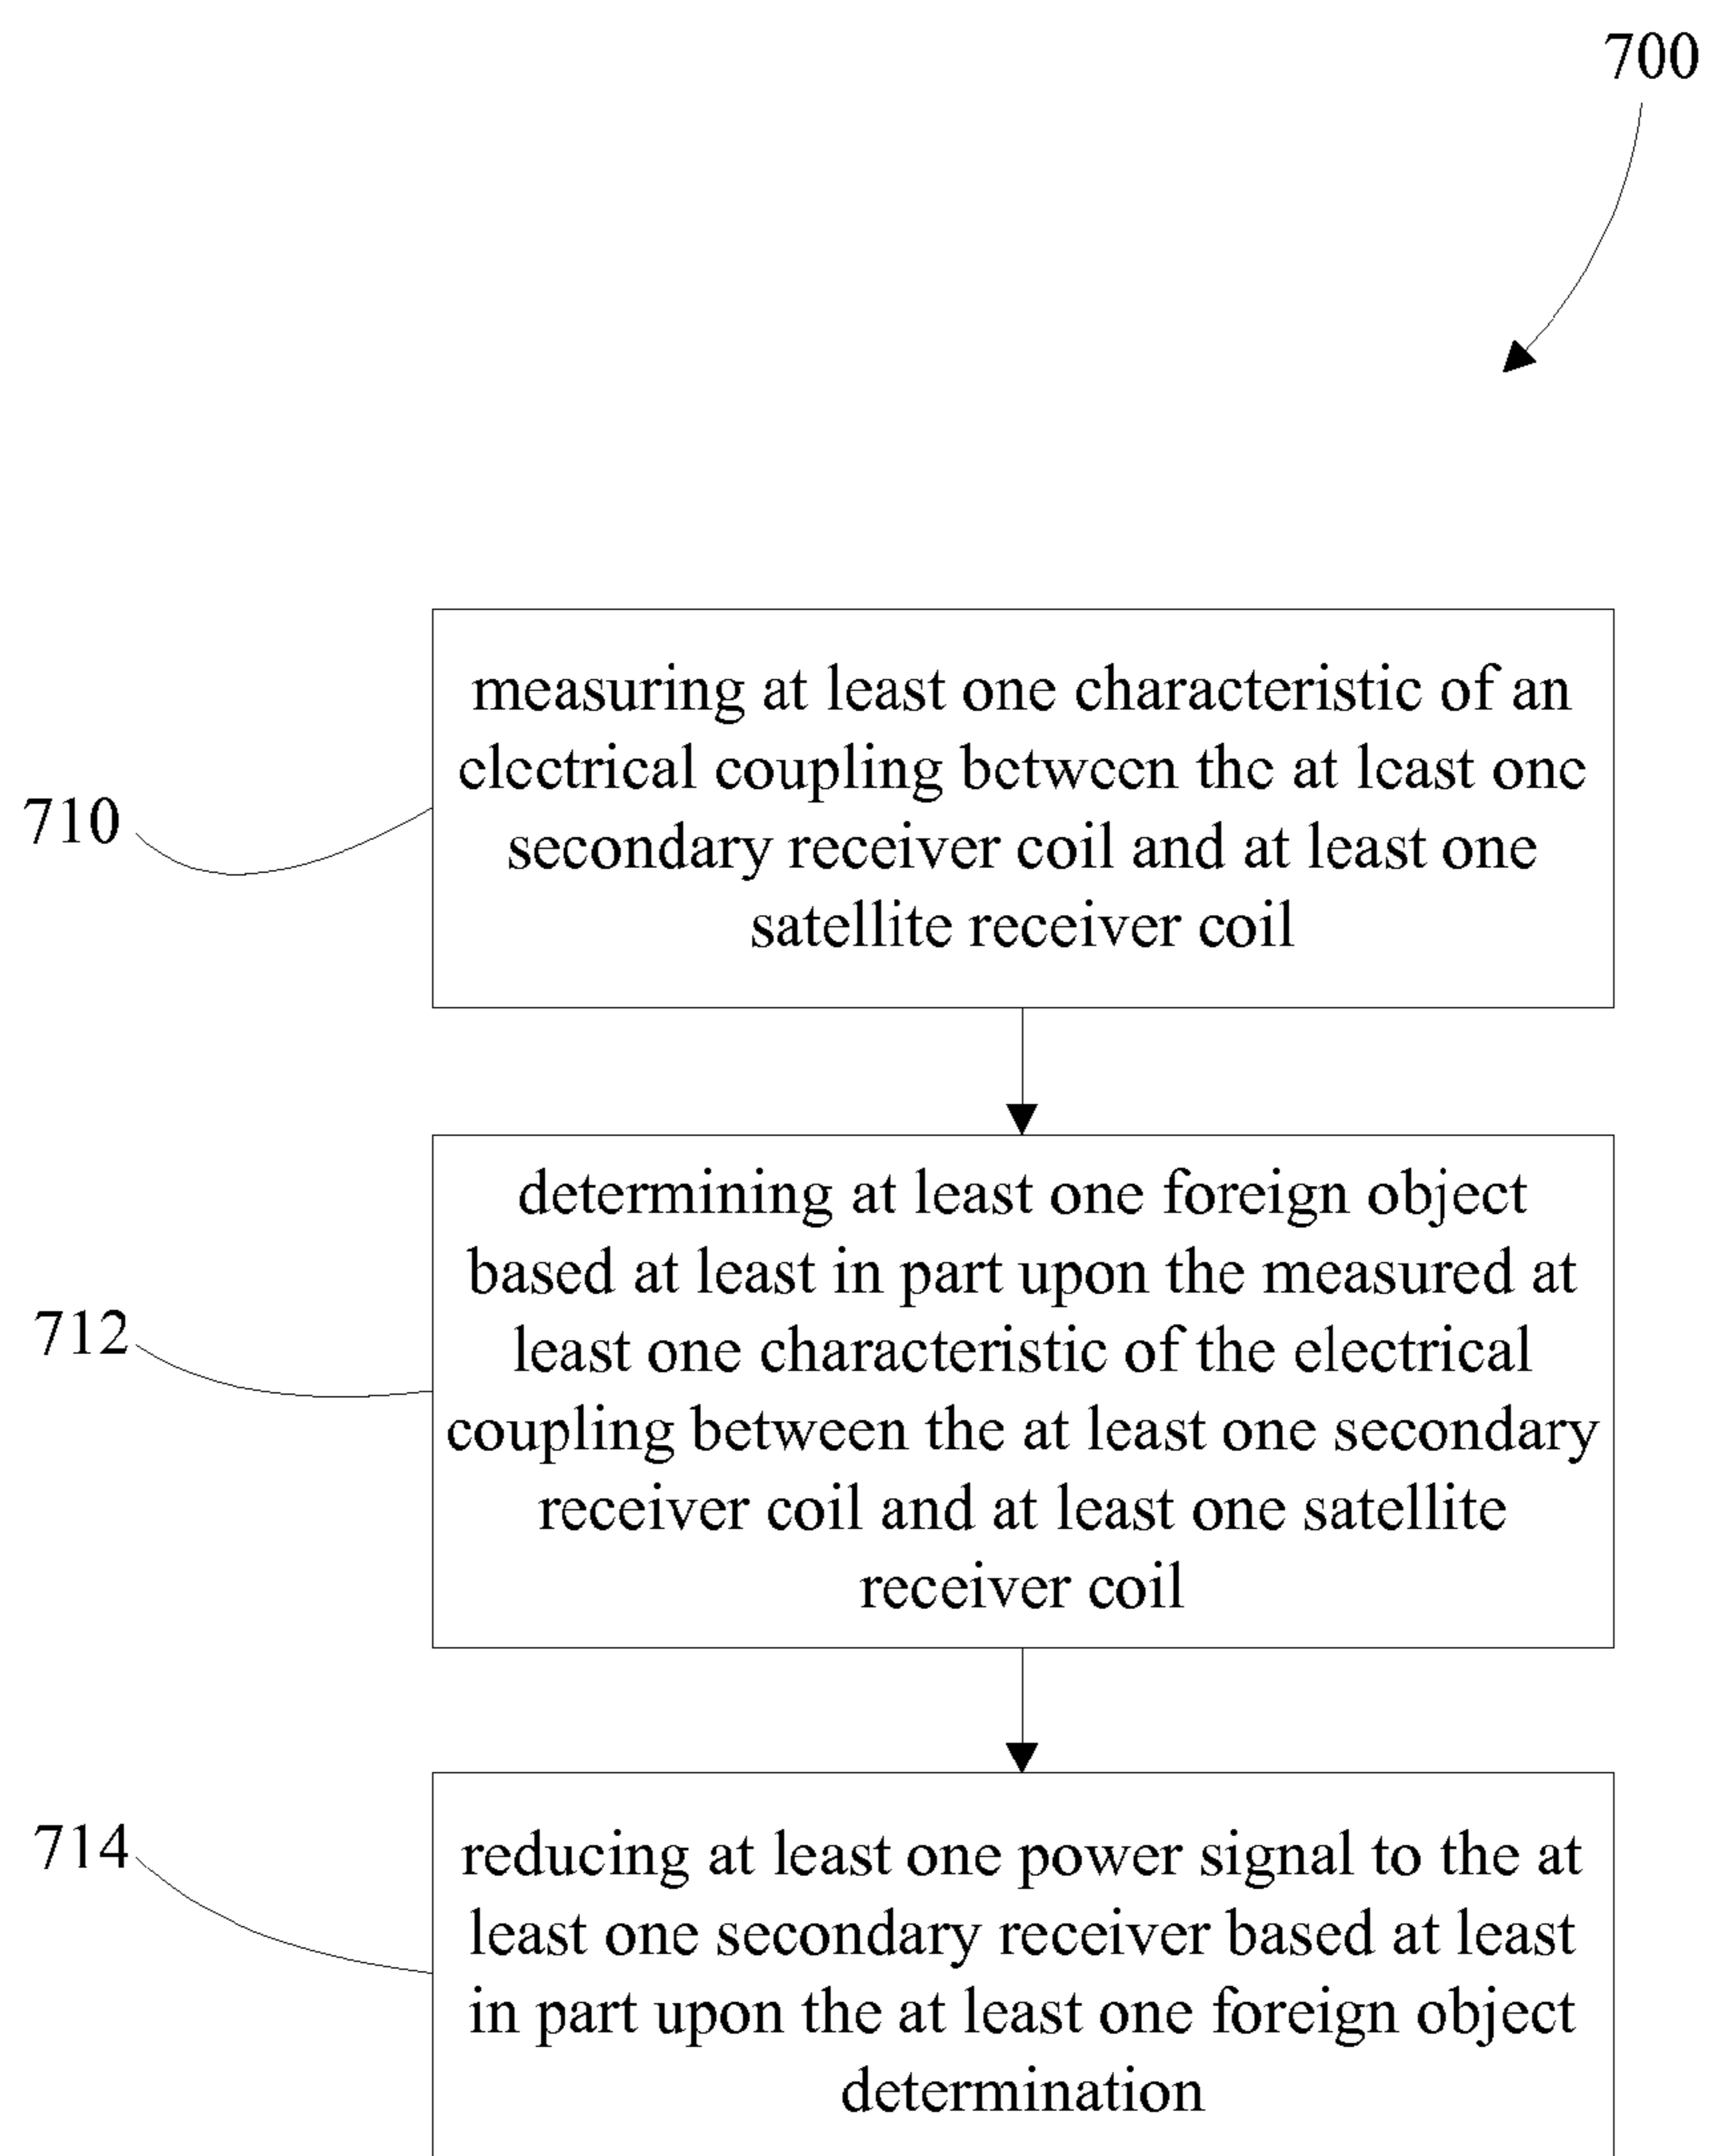 700
710
measuring at least one characteristic of an
electrical coupling between the at least one
secondary receiver coil and at least one
satellite receiver coil
712
determining at least one foreign object
based at least in part upon the measured at
least one characteristic of the electrical
coupling between the at least one secondary
receiver coil and at least one satellite
receiver coil
714
reducing at least one power signal to the at
least one secondary receiver based at least
in part upon the at least one foreign object
determination